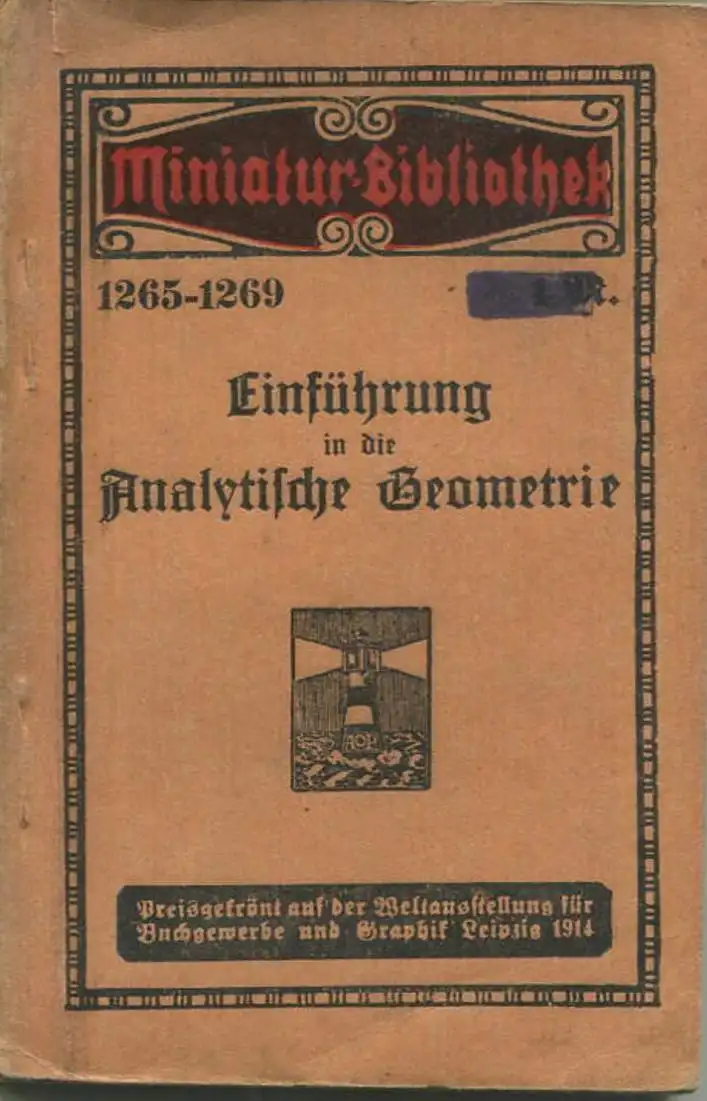 Miniatur-Bibliothek
1265-1269
Einführung
in die
Analytische Geometrie
AOP
Preisgekrönt auf der Weltausstellung für
Buchgewerbe und Graphik Leipzig 1914